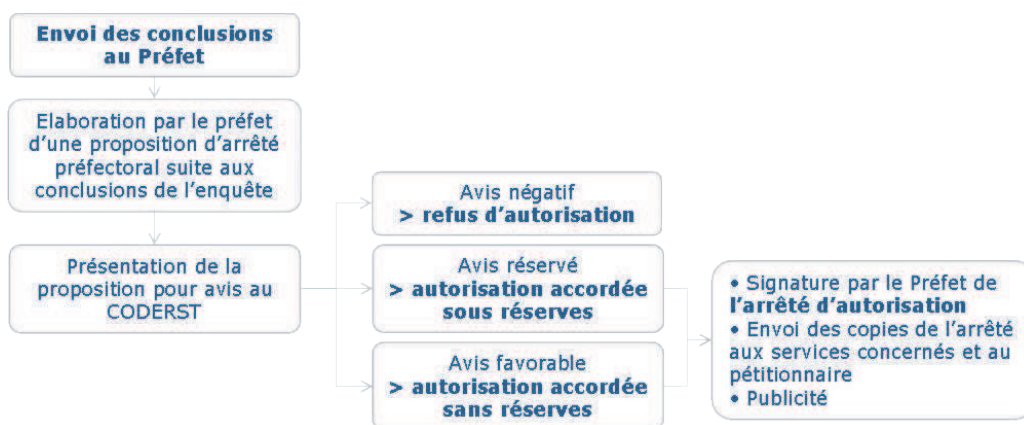 Envoi des conclusions
au Préfet
Elaboration par le préfet
d'une proposition d'arrêté
préfectoral suite aux
conclusions de l'enquête
Présentation de la
proposition pour avis au
CODERST
Avis négatif
> refus d'autorisation
Avis réservé
> autorisation accordée
sous réserves
Avis favorable
> autorisation accordée
sans réserves
• Signature par le Préfet de
l'arrêté d'autorisation
• Envoi des copies de l'arrêté
aux services concernés et au
pétitionnaire
• Publicité